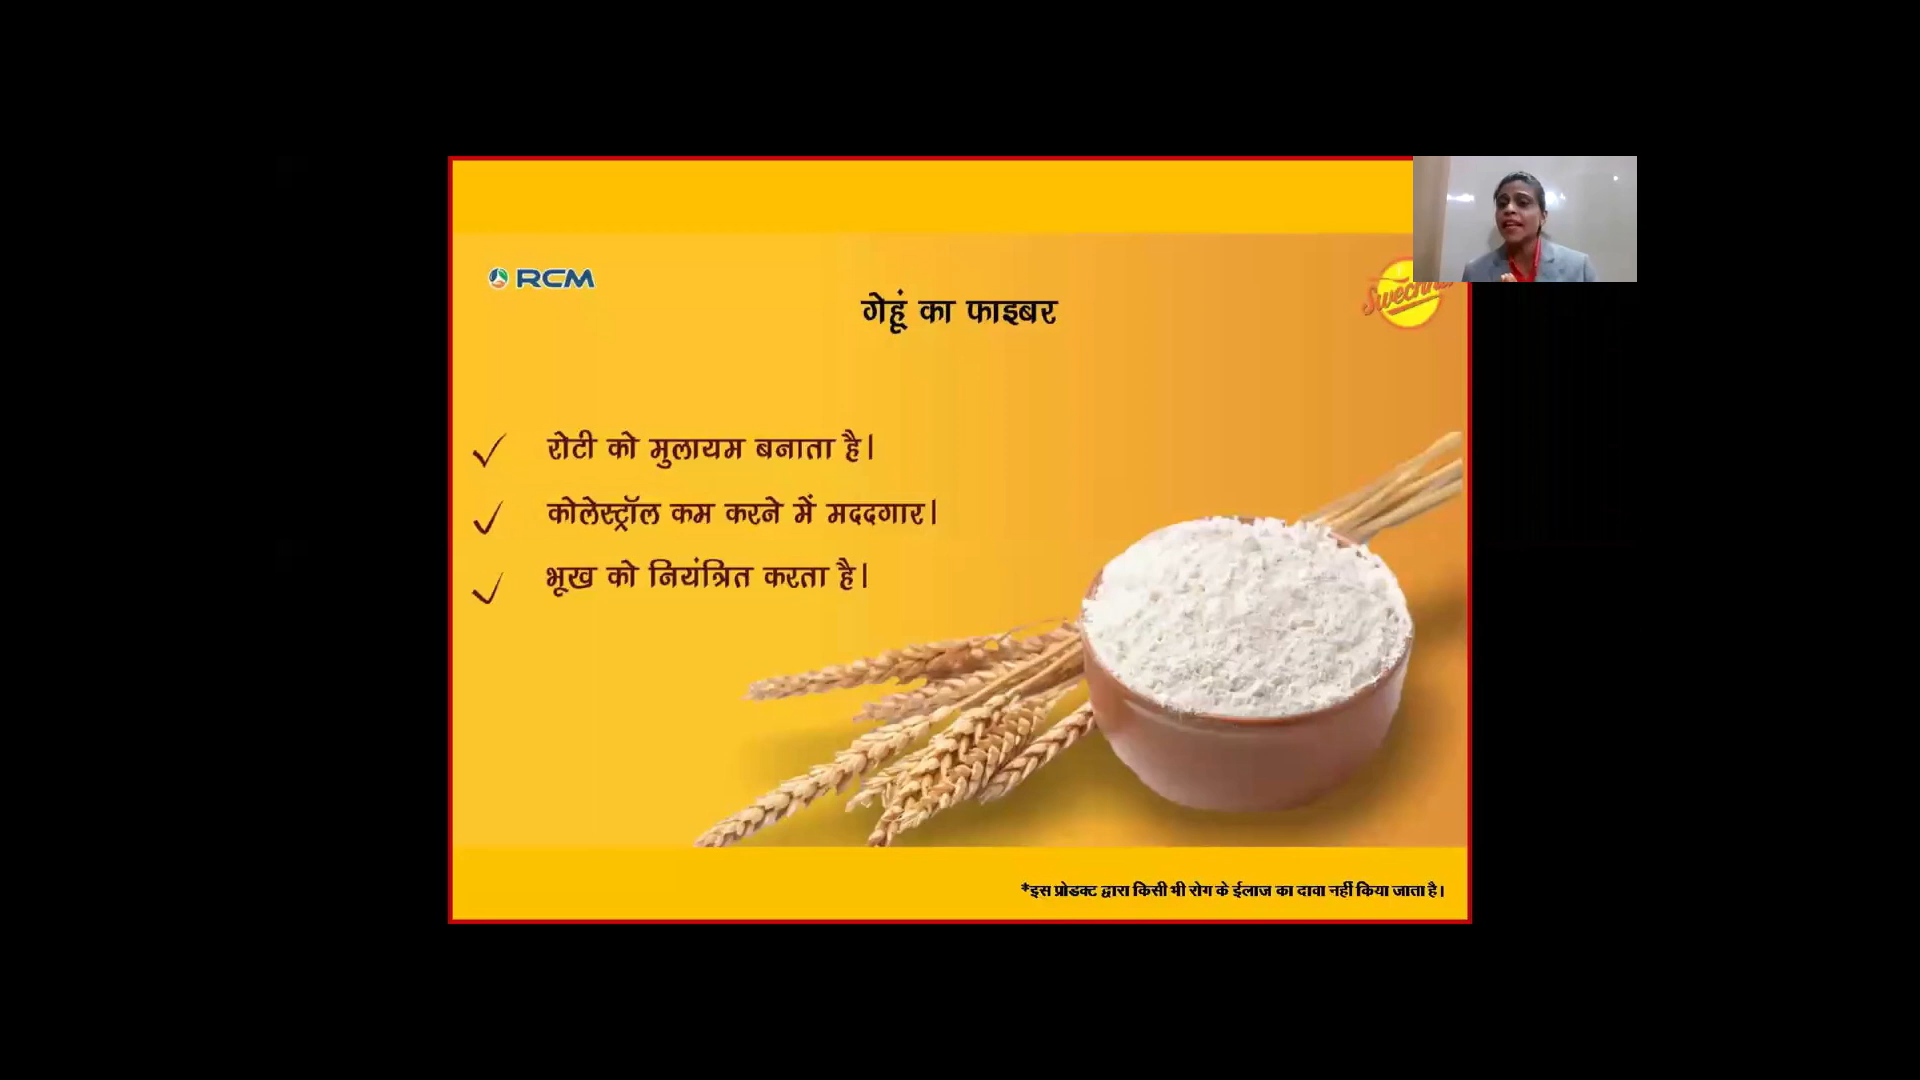 RCM
गेहूं का फाइबर
रोटी को मुलायम बनाता है।
कोलेस्ट्रॉल कम करने में मददगार।
भूख को नियंत्रित करता है।
*इस प्रोडक्ट द्वारा किसी भी रोग के ईलाज का दावा नहीं किया जाता है।